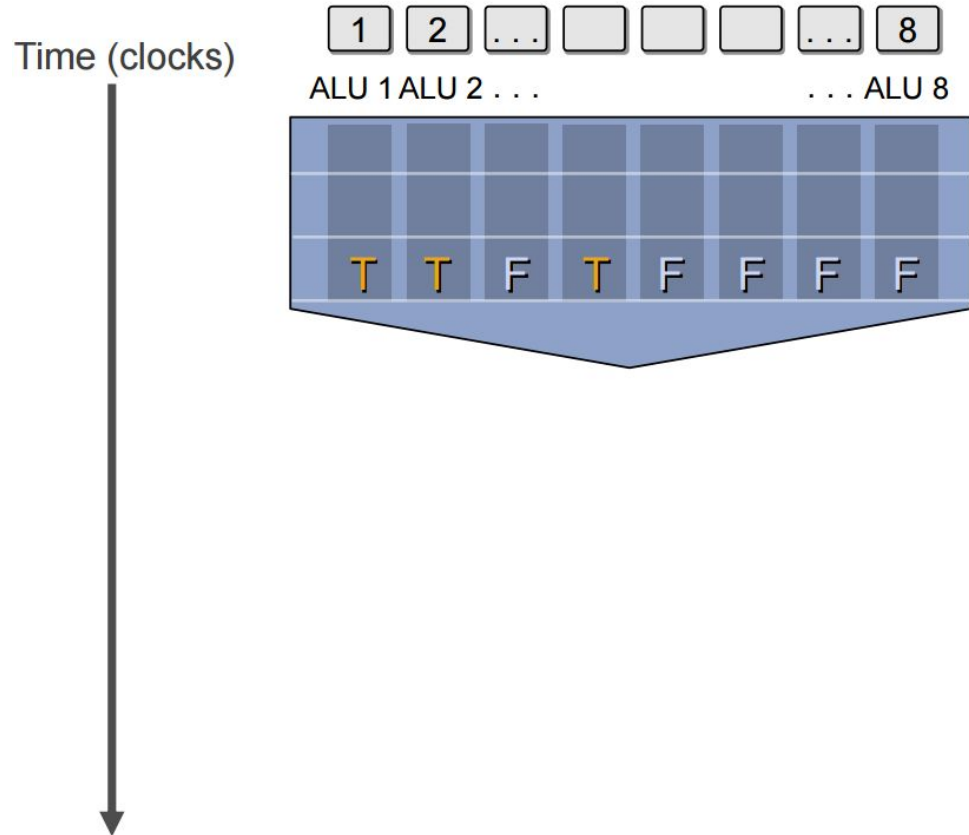 1 2 ... ... 8
Time (clocks)
ALU 1 ALU 2 ... ... ALU 8
T T F T F F F F